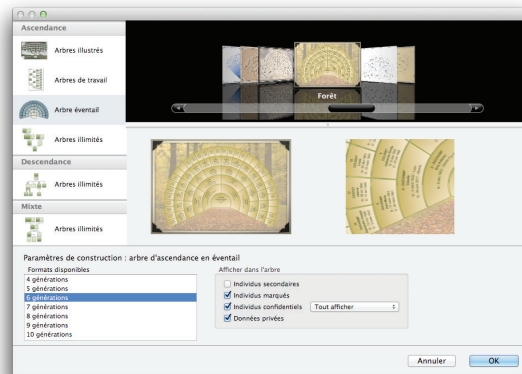 Ascendance
Arbres illustrés
Arbres de travail
Arbre éventail
Arbres illimités
Descendance
Arbres illimités
Mixte
Arbres illimités
Forêt
Paramètres de construction : arbre d'ascendance en éventail
Formats disponibles
4 générations
5 générations
6 générations
7 générations
8 générations
9 générations
10 générations
Afficher dans l'arbre
Individus secondaires
Individus marqués
Individus confidentiels Tout afficher
Données privées
Annuler OK